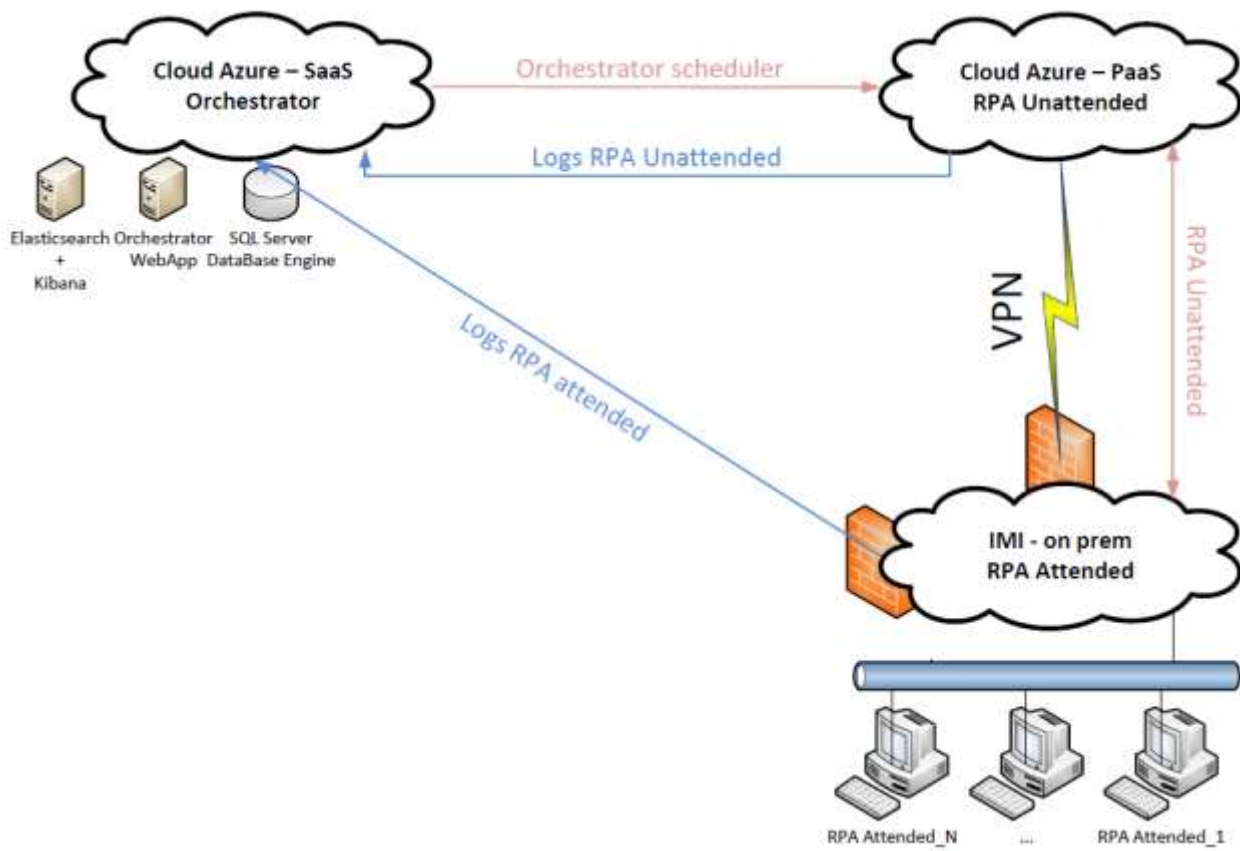 Cloud Azure – SaaS
Orchestrator
Orchestrator scheduler
Cloud Azure – PaaS
RPA Unattended
Logs RPA Unattended
Elasticsearch
+
Kibana
Orchestrator
WebApp
SQL Server
DataBase Engine
Logs RPA attended
VPN
RPA Unattended
IMI - on prem
RPA Attended
RPA Attended_N
...
RPA Attended_1